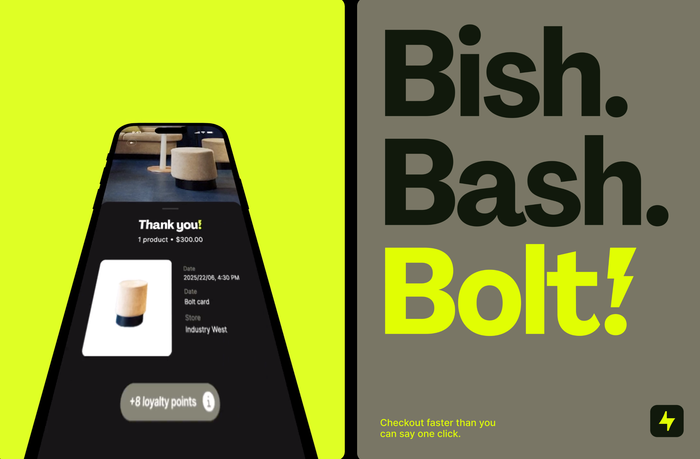 Thank you!
1 product • $300.00
Date
2025/22/06, 4:30 PM
Date
Bolt card
Store
Industry West
+8 loyalty points i
Bish.
Bash.
Bolt!
Checkout faster than you
can say one click.